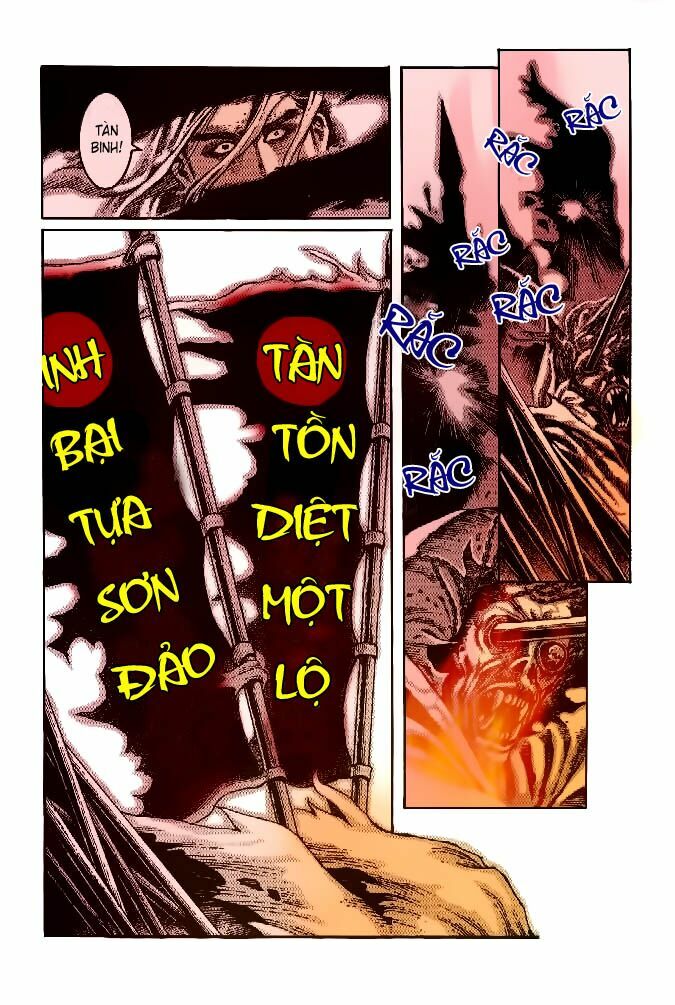 TÀN
BINH!
RẮC
RẮC
RẮC
RẮC
RẮC
RẮC
INH
BẠI
TỰA
SƠN
ĐẢO
TÀN
TỒN
DIỆT
MỘT
LỘ